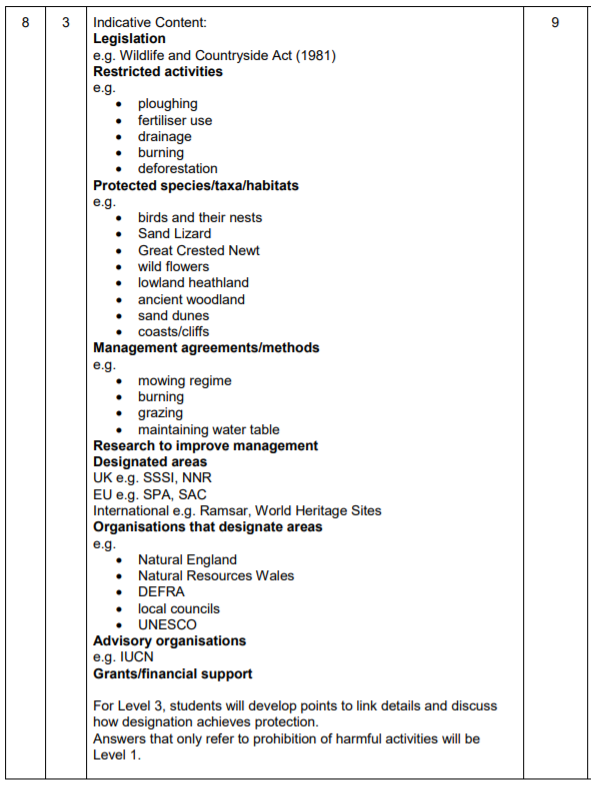 8 3 Indicative Content: 9
Legislation
e.g. Wildlife and Countryside Act (1981)
Restricted activities
e.g.
• ploughing
• fertiliser use
• drainage
• burning
• deforestation
Protected species/taxa/habitats
e.g.
• birds and their nests
• Sand Lizard
• Great Crested Newt
• wild flowers
• lowland heathland
• ancient woodland
• sand dunes
• coasts/cliffs
Management agreements/methods
e.g.
• mowing regime
• burning
• grazing
• maintaining water table
Research to improve management
Designated areas
UK e.g. SSSI, NNR
EU e.g. SPA, SAC
International e.g. Ramsar, World Heritage Sites
Organisations that designate areas
e.g.
• Natural England
• Natural Resources Wales
• DEFRA
• local councils
• UNESCO
Advisory organisations
e.g. IUCN
Grants/financial support
For Level 3, students will develop points to link details and discuss
how designation achieves protection.
Answers that only refer to prohibition of harmful activities will be
Level 1.